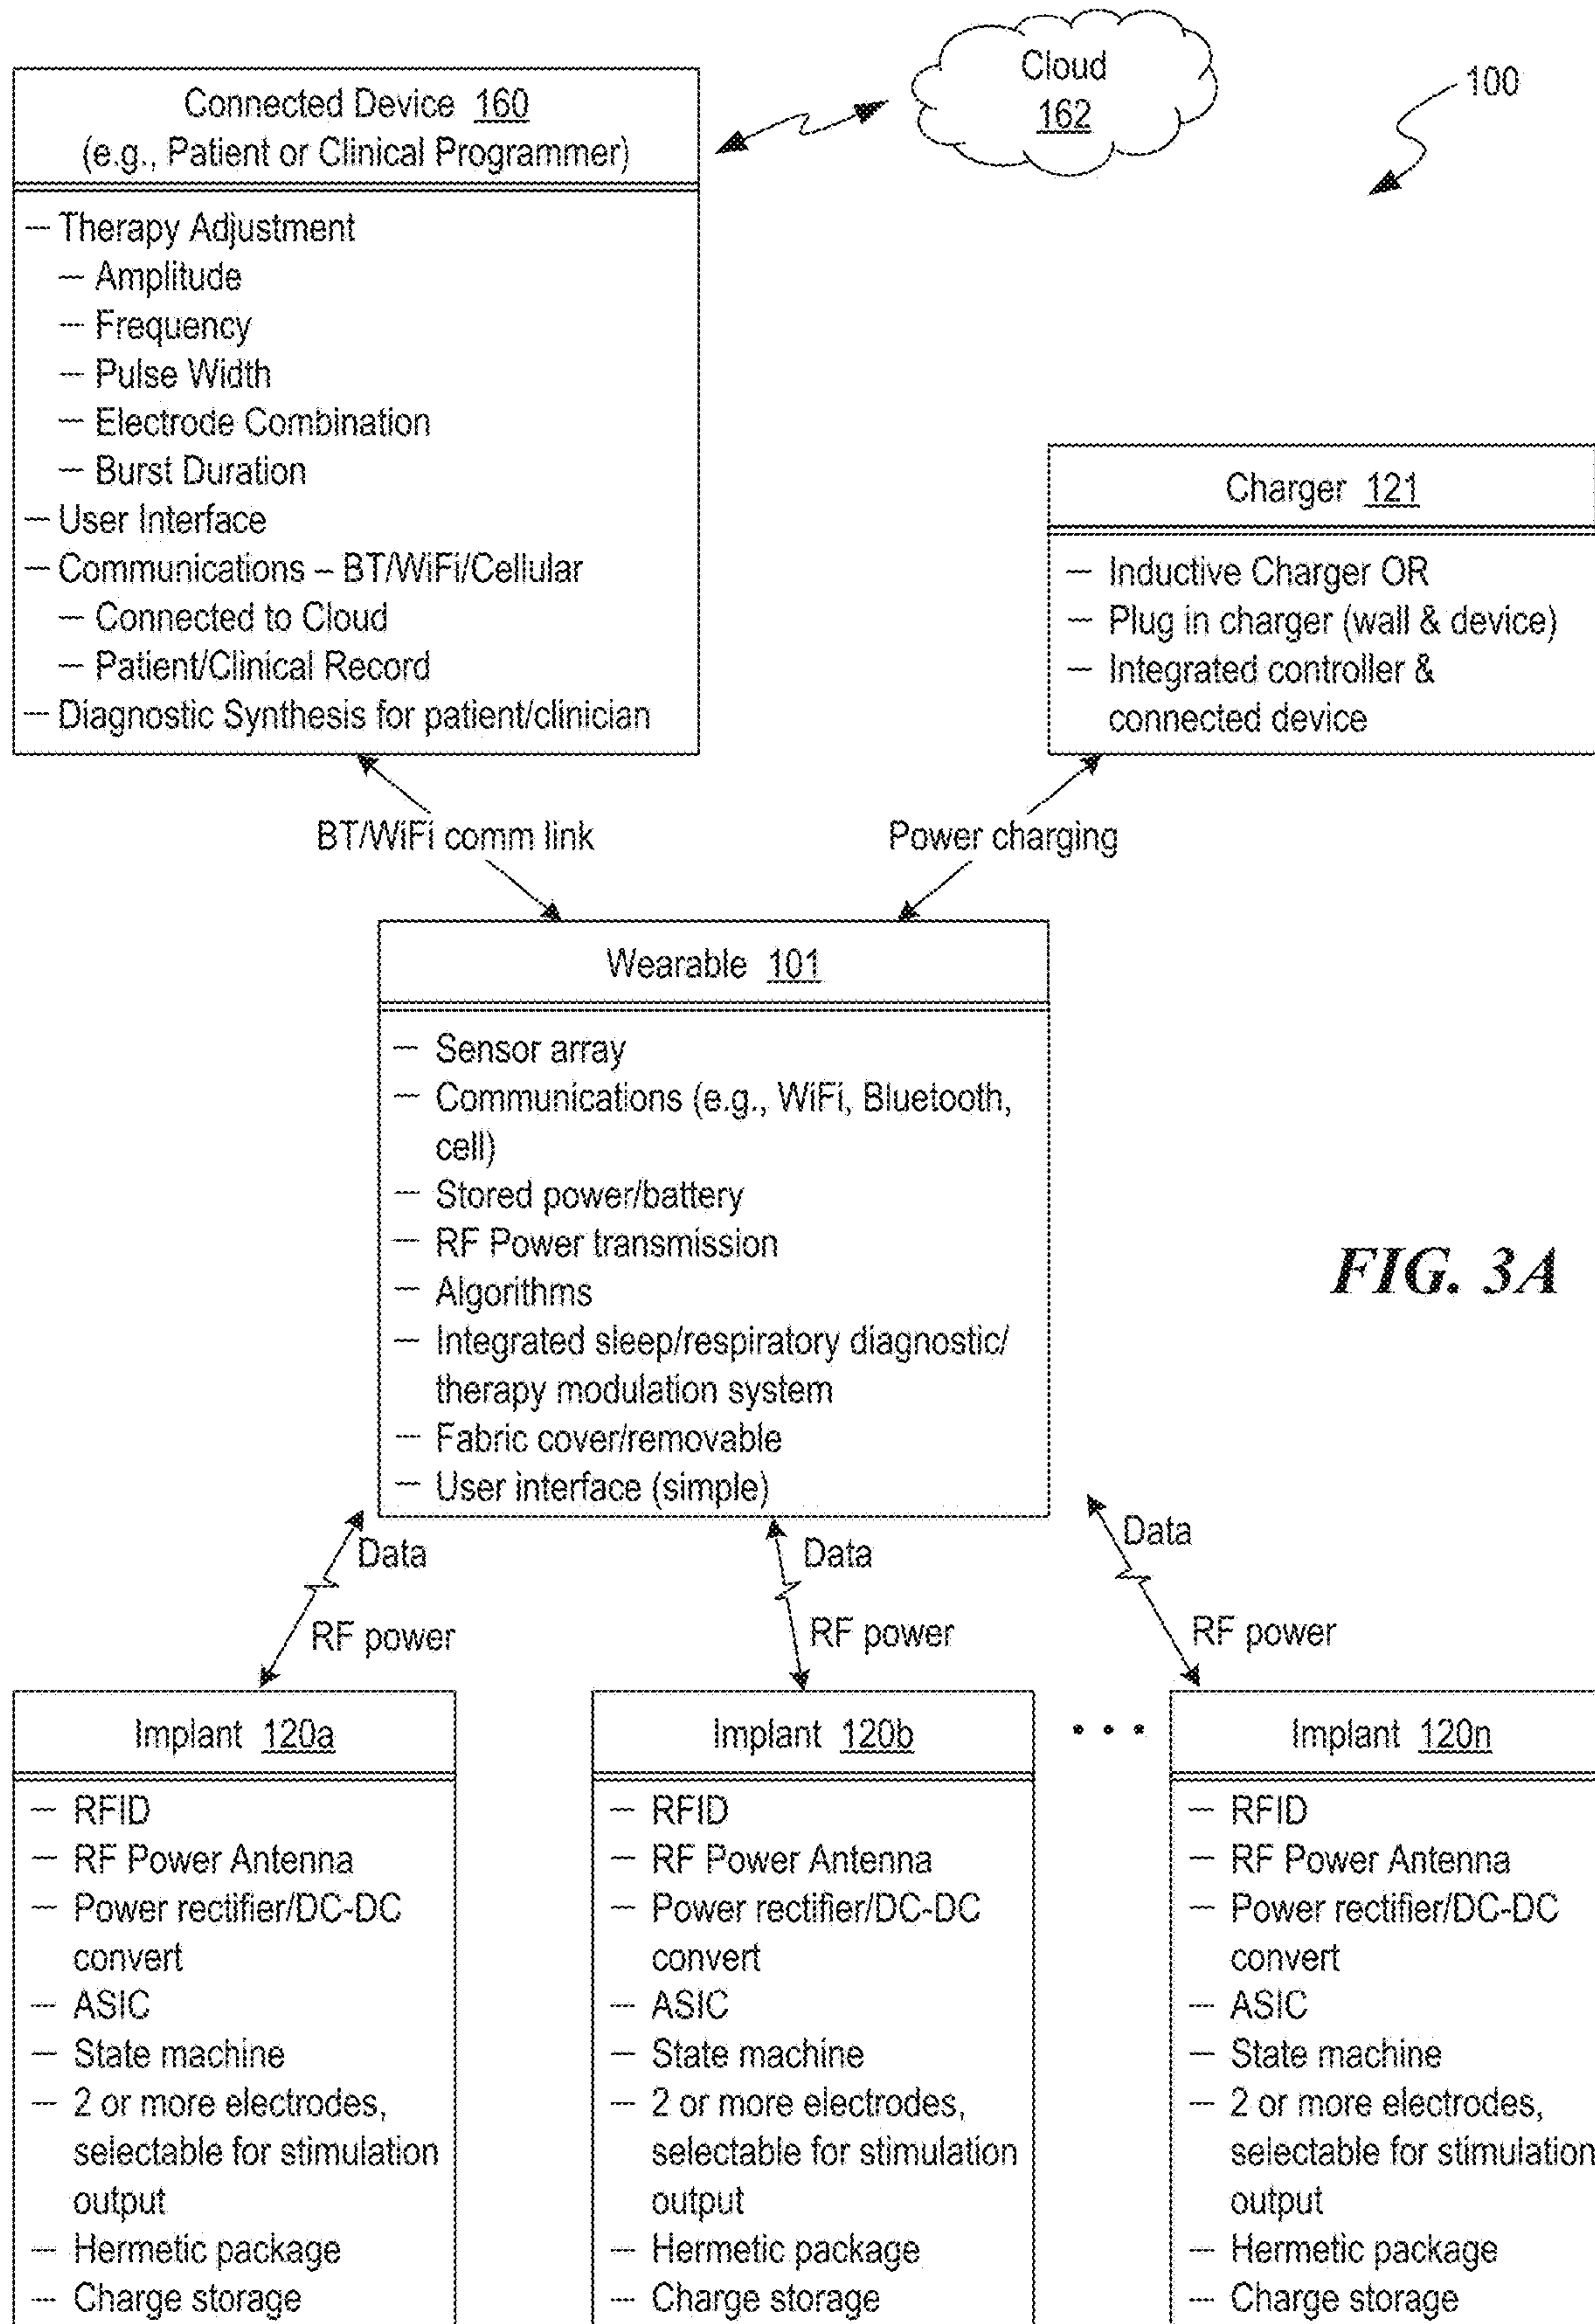 Cloud
162
100
Connected Device 160
(e.g., Patient or Clinical Programmer)
— Therapy Adjustment
— Amplitude
— Frequency
— Pulse Width
— Electrode Combination
— Burst Duration
— User Interface
— Communications – BT/WiFi/Cellular
— Connected to Cloud
— Patient/Clinical Record
— Diagnostic Synthesis for patient/clinician
Charger 121
— Inductive Charger OR
— Plug in charger (wall & device)
— Integrated controller &
connected device
BT/WiFi comm link
Power charging
Wearable 101
— Sensor array
— Communications (e.g., WiFi, Bluetooth,
cell)
— Stored power/battery
— RF Power transmission
— Algorithms
— Integrated sleep/respiratory diagnostic/
therapy modulation system
— Fabric cover/removable
— User interface (simple)
FIG. 3A
Data
RF power
Data
RF power
Data
RF power
Implant 120a
— RFID
— RF Power Antenna
— Power rectifier/DC-DC
convert
— ASIC
— State machine
— 2 or more electrodes,
selectable for stimulation
output
— Hermetic package
— Charge storage
Implant 120b
— RFID
— RF Power Antenna
— Power rectifier/DC-DC
convert
— ASIC
— State machine
— 2 or more electrodes,
selectable for stimulation
output
— Hermetic package
— Charge storage
• • •
Implant 120n
— RFID
— RF Power Antenna
— Power rectifier/DC-DC
convert
— ASIC
— State machine
— 2 or more electrodes,
selectable for stimulation
output
— Hermetic package
— Charge storage